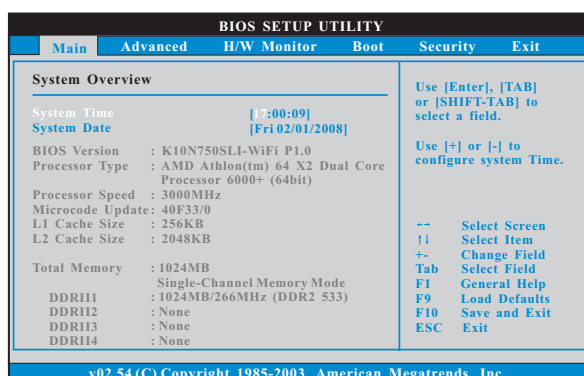 BIOS SETUP UTILITY
Main Advanced H/W Monitor Boot Security Exit
System Overview
System Time [17:00:09]
System Date [Fri 02/01/2008]
BIOS Version : K10N750SLI-WiFi P1.0
Processor Type : AMD Athlon(tm) 64 X2 Dual Core
Processor 6000+ (64bit)
Processor Speed : 3000MHz
Microcode Update : 40F33/0
L1 Cache Size : 256KB
L2 Cache Size : 2048KB
Total Memory : 1024MB
Single-Channel Memory Mode
DDRII1 : 1024MB/266MHz (DDR2 533)
DDRII2 : None
DDRII3 : None
DDRII4 : None
Use [Enter], [TAB]
or [SHIFT-TAB] to
select a field.
Use [+] or [-] to
configure system Time.
←→ Select Screen
↑↓ Select Item
+- Change Field
Tab Select Field
F1 General Help
F9 Load Defaults
F10 Save and Exit
ESC Exit
v02.54 (C) Copyright 1985-2003, American Megatrends, Inc.